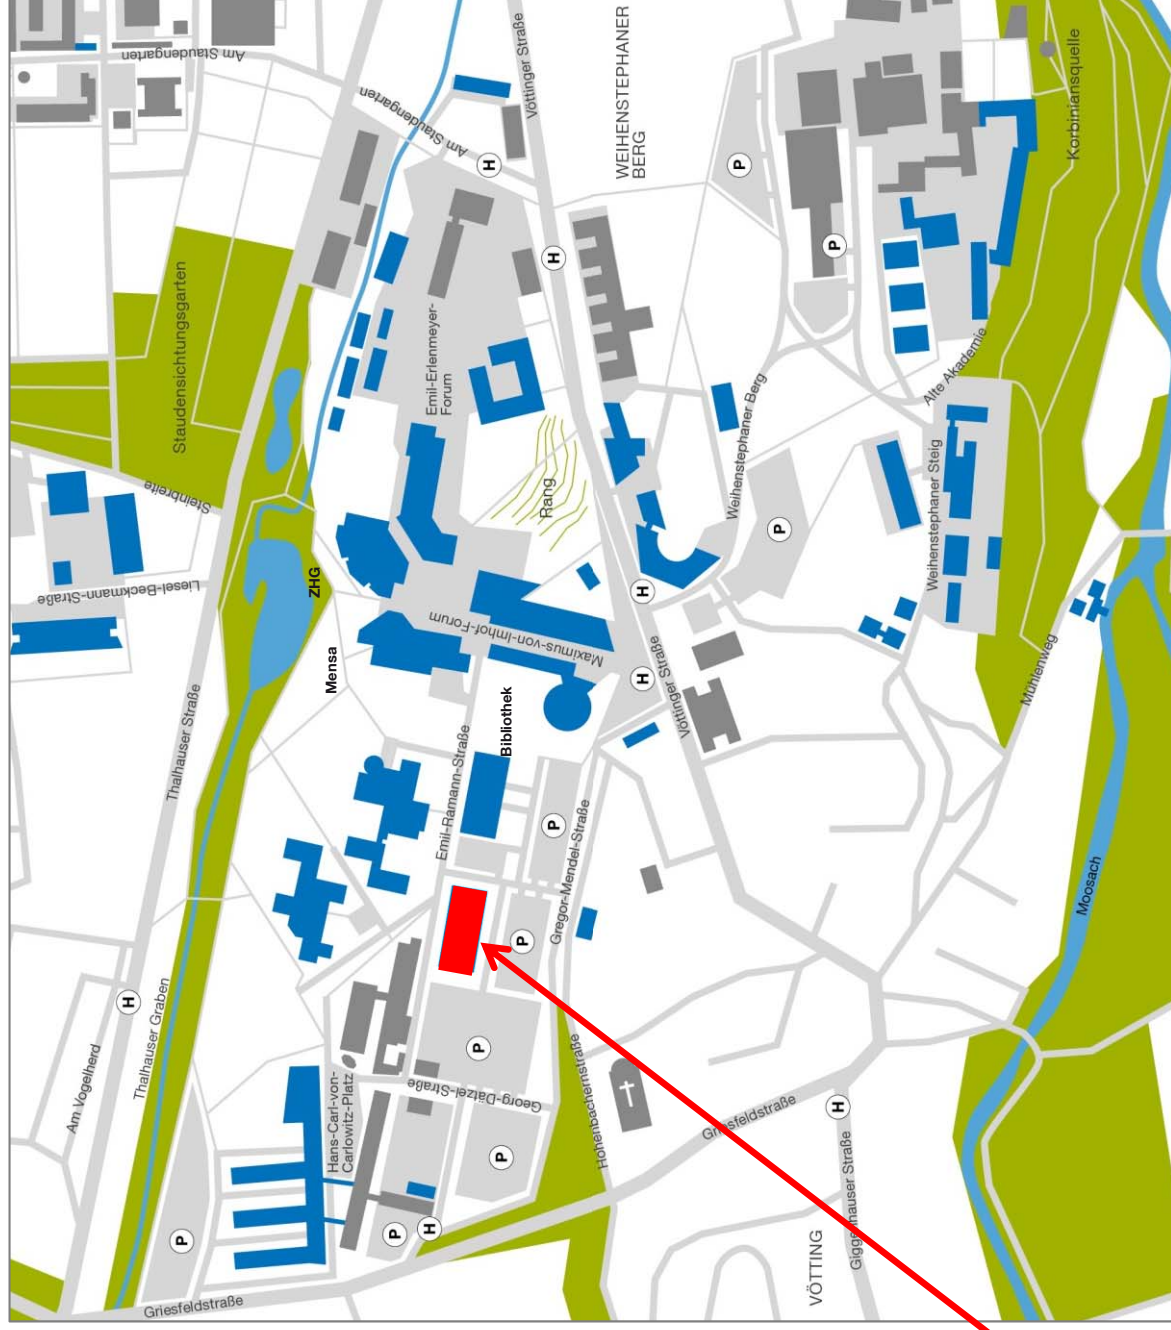 Am Staudengarten
Vöttinger Straße
WEIHENSTEPHANER
BERG
Korbiniansquelle
Am Staudengarten
H
P
H
P
Staudensichtungsgarten
Emil-Erlenmeyer-
Forum
Alte Akademie
Weihenstephaner Berg
Steinbreite
Rang
Weihenstephaner Steig
P
Liesel-Beckmann-Straße
ZHG
H
Maximus-von-Imhof-Forum
Mensa
H
Vöttinger Straße
Mühlenweg
Thalhauser Straße
Bibliothek
Emil-Ramann-Straße
P
Gregor-Mendel-Straße
Moosach
P
H
Thalhauser Graben
Am Vogelherd
P
Hans-Carl-von-
Carlowitz-Platz
Georg-Dätzel-Straße
Hohenbachernstraße
Griesfeldstraße
H
P
Giggenhauser Straße
P
P
H
VÖTTING
Griesfeldstraße